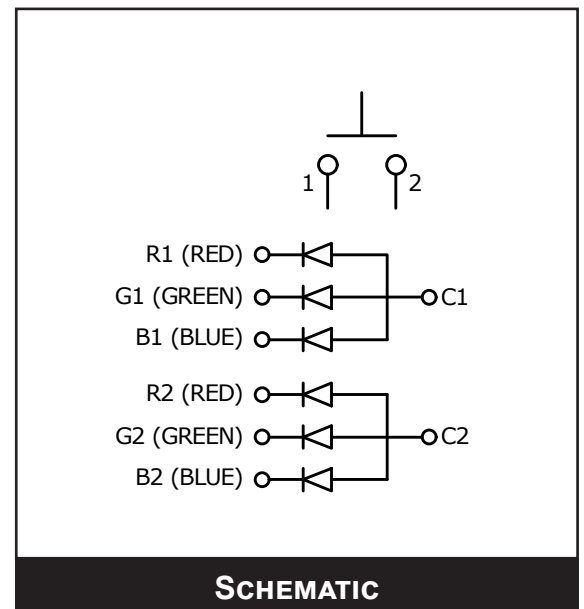 1 2
R1 (RED)
G1 (GREEN) C1
B1 (BLUE)
R2 (RED)
G2 (GREEN) C2
B2 (BLUE)
SCHEMATIC